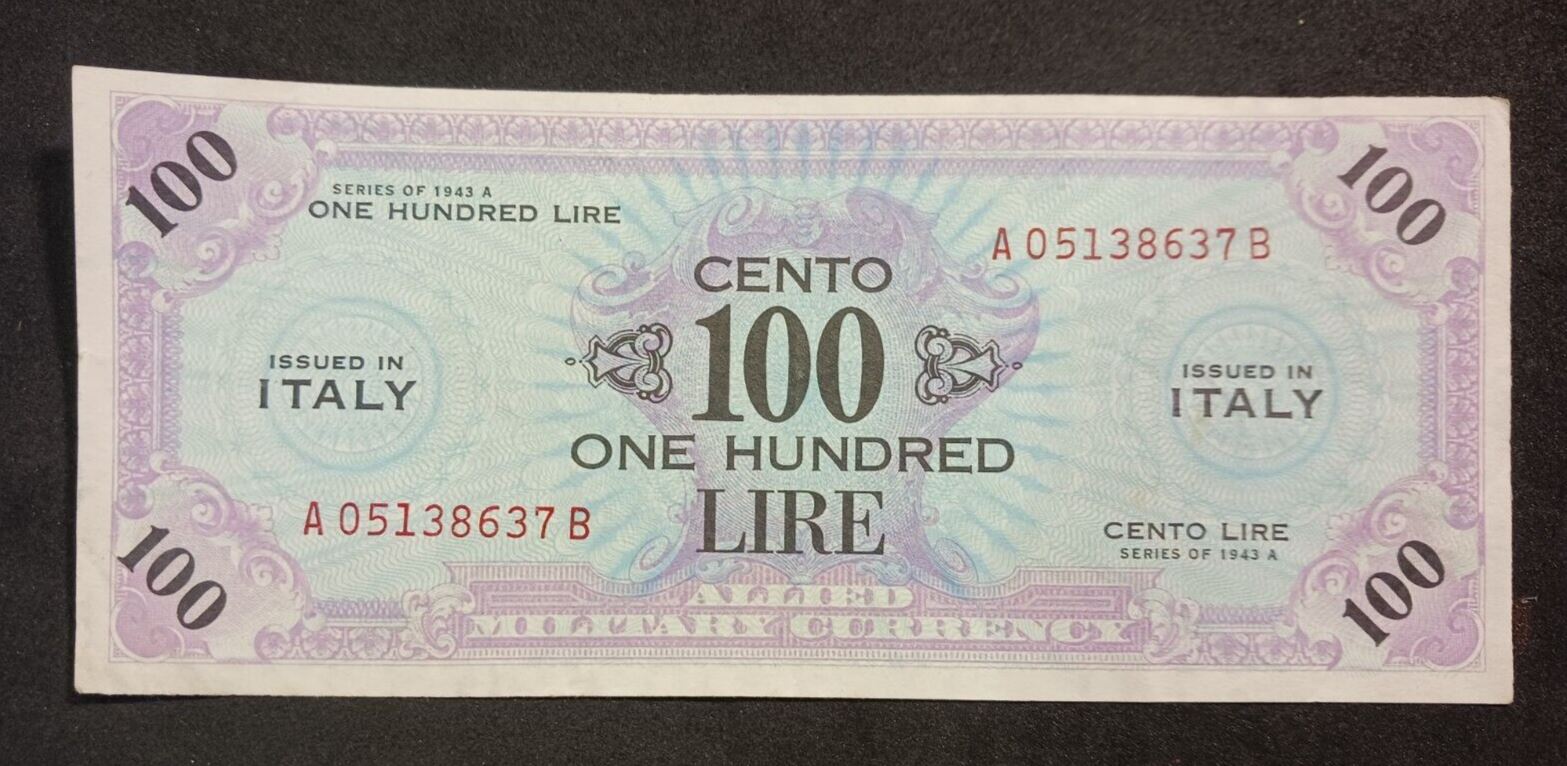 100
100
SERIES OF 1943 A
ONE HUNDRED LIRE
A 05138637 B
CENTO
100
ONE HUNDRED
LIRE
ISSUED IN
ITALY
ISSUED IN
ITALY
A 05138637 B
CENTO LIRE
SERIES OF 1943 A
100
100
ALLIED
MILITARY CURRENCY